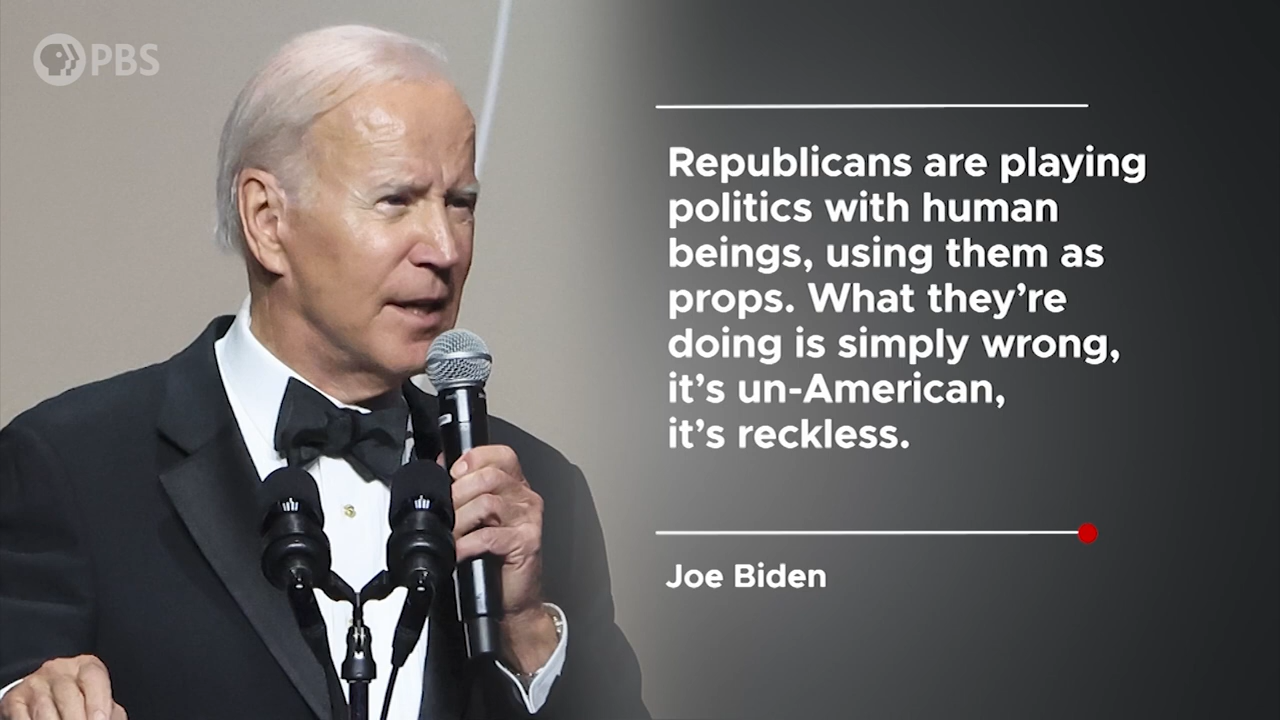 PBS
Republicans are playing
politics with human
beings, using them as
props. What they're
doing is simply wrong,
it's un-American,
it's reckless.
Joe Biden